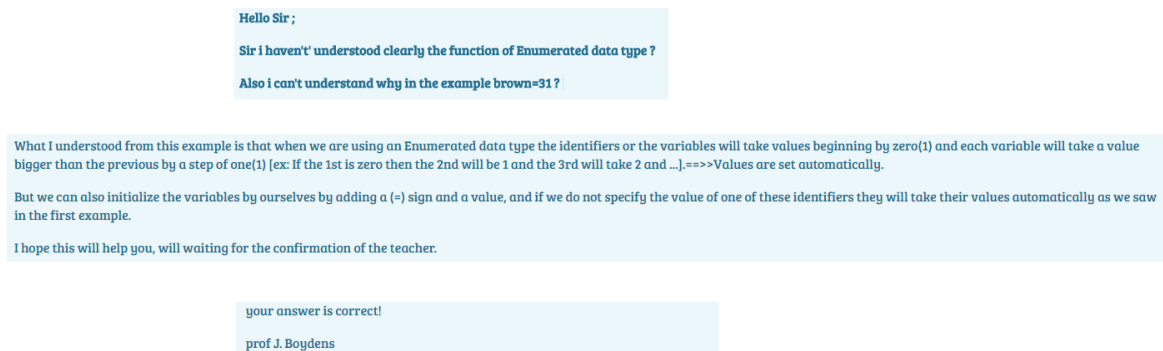 Hello Sir ;
Sir i haven't' understood clearly the function of Enumerated data type ?
Also i can't understand why in the example brown=31 ?
What I understood from this example is that when we are using an Enumerated data type the identifiers or the variables will take values beginning by zero(1) and each variable will take a value
bigger than the previous by a step of one(1) [ex: If the 1st is zero then the 2nd will be 1 and the 3rd will take 2 and ...].==>>Values are set automatically.
But we can also initialize the variables by ourselves by adding a (=) sign and a value, and if we do not specify the value of one of these identifiers they will take their values automatically as we saw
in the first example.
I hope this will help you, will waiting for the confirmation of the teacher.
your answer is correct!
prof J. Boydens